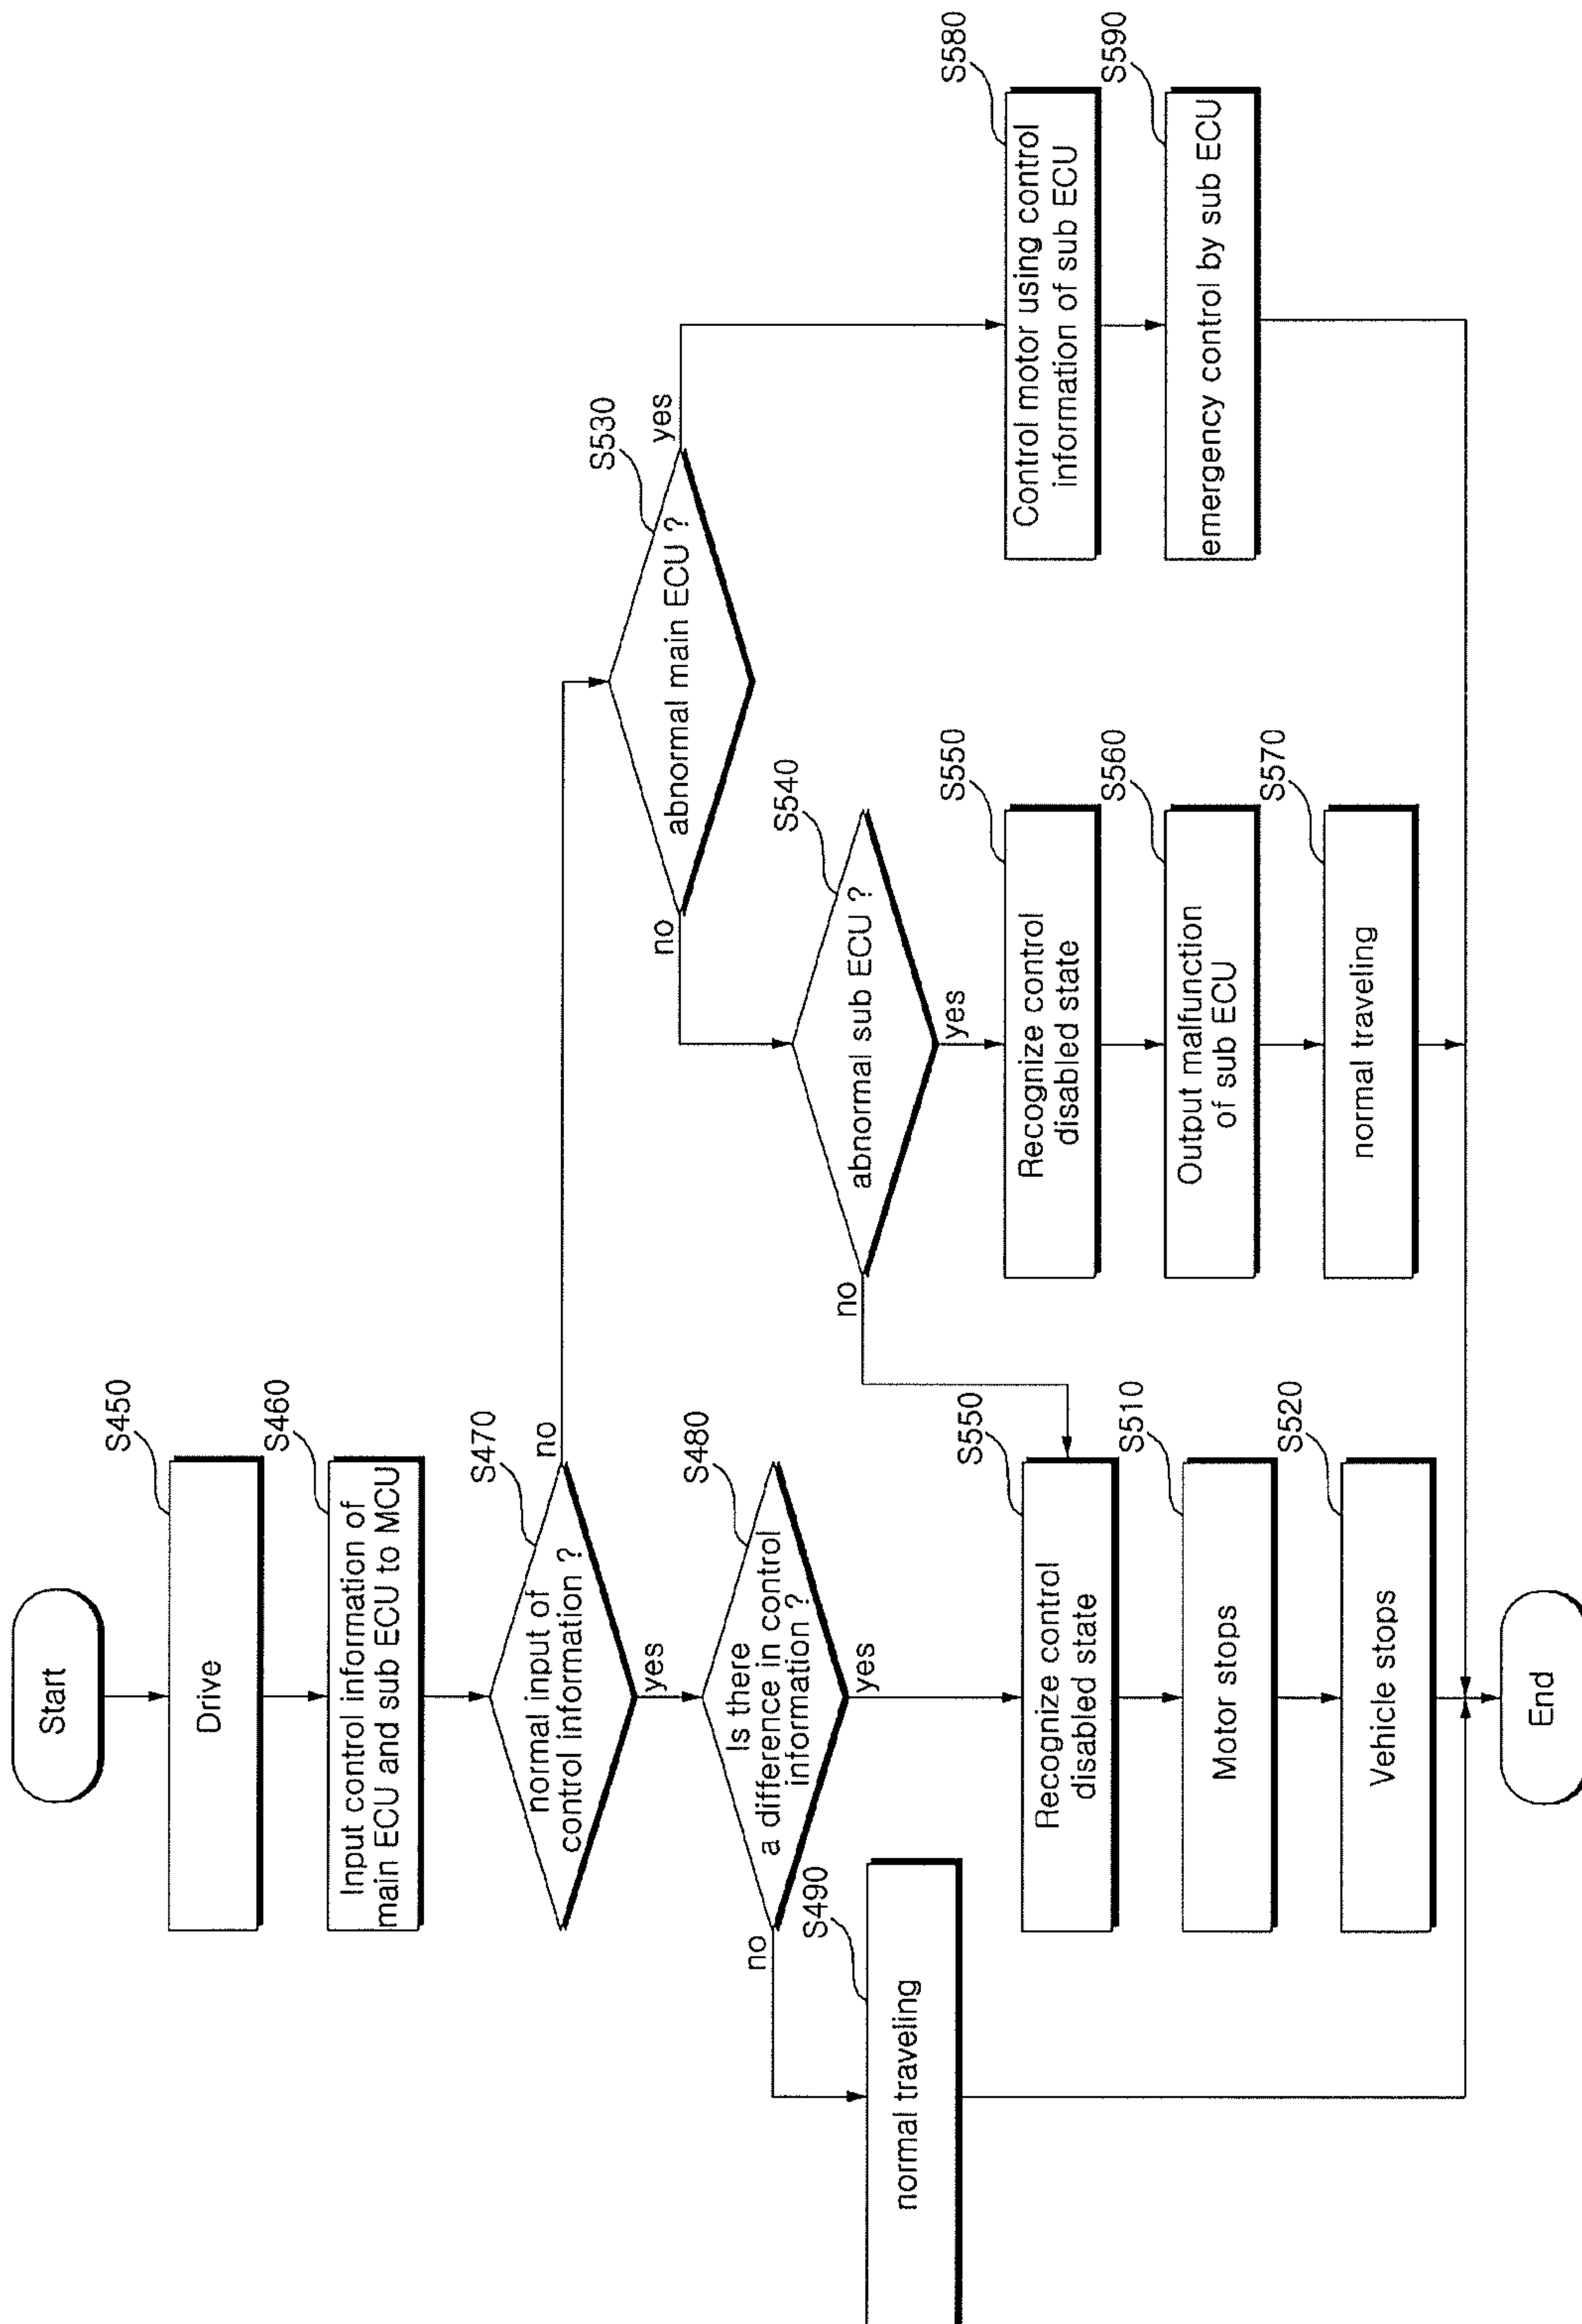 Start
S450
Drive
S460
Input control information of
main ECU and sub ECU to MCU
S470
normal input of
control information ?
no
yes
S530
abnormal main ECU ?
yes
no
S480
Is there
a difference in control
information ?
no
yes
S540
abnormal sub ECU ?
no
yes
S490
normal traveling
S550
Recognize control
disabled state
S550
Recognize control
disabled state
S580
Control motor using control
information of sub ECU
S510
Motor stops
S560
Output malfunction
of sub ECU
S590
emergency control by sub ECU
S520
Vehicle stops
S570
normal traveling
End